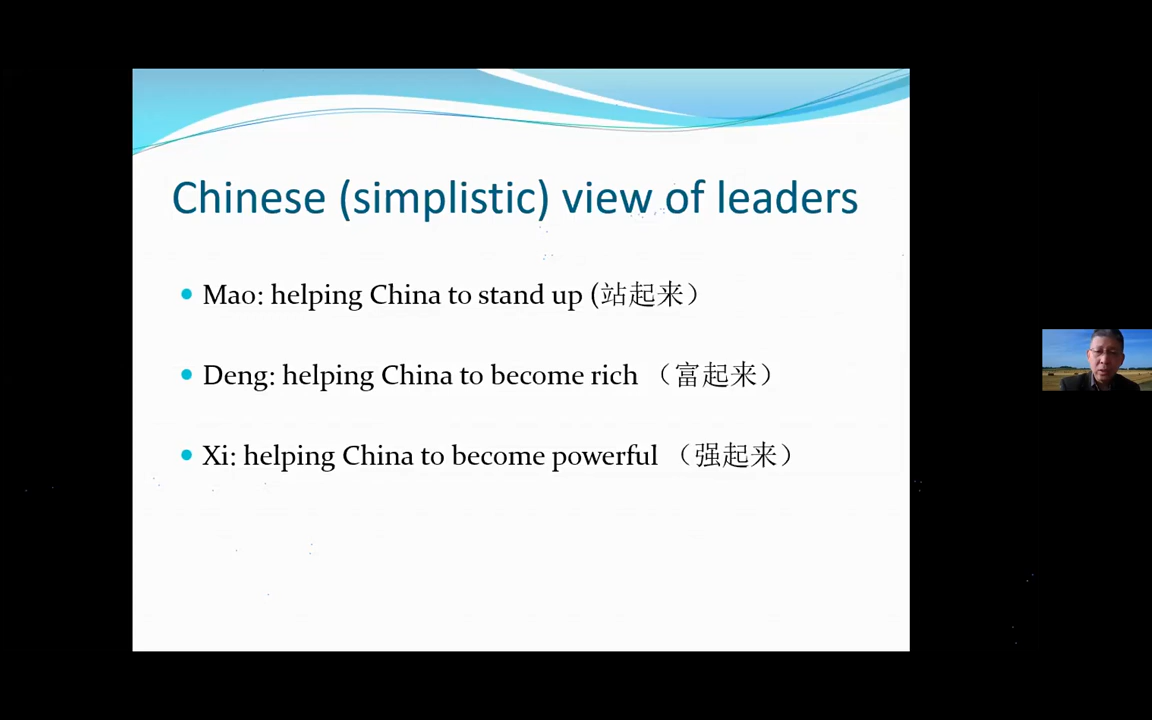 Chinese (simplistic) view of leaders
Mao: helping China to stand up (站起来）
Deng: helping China to become rich （富起来）
Xi: helping China to become powerful （强起来）